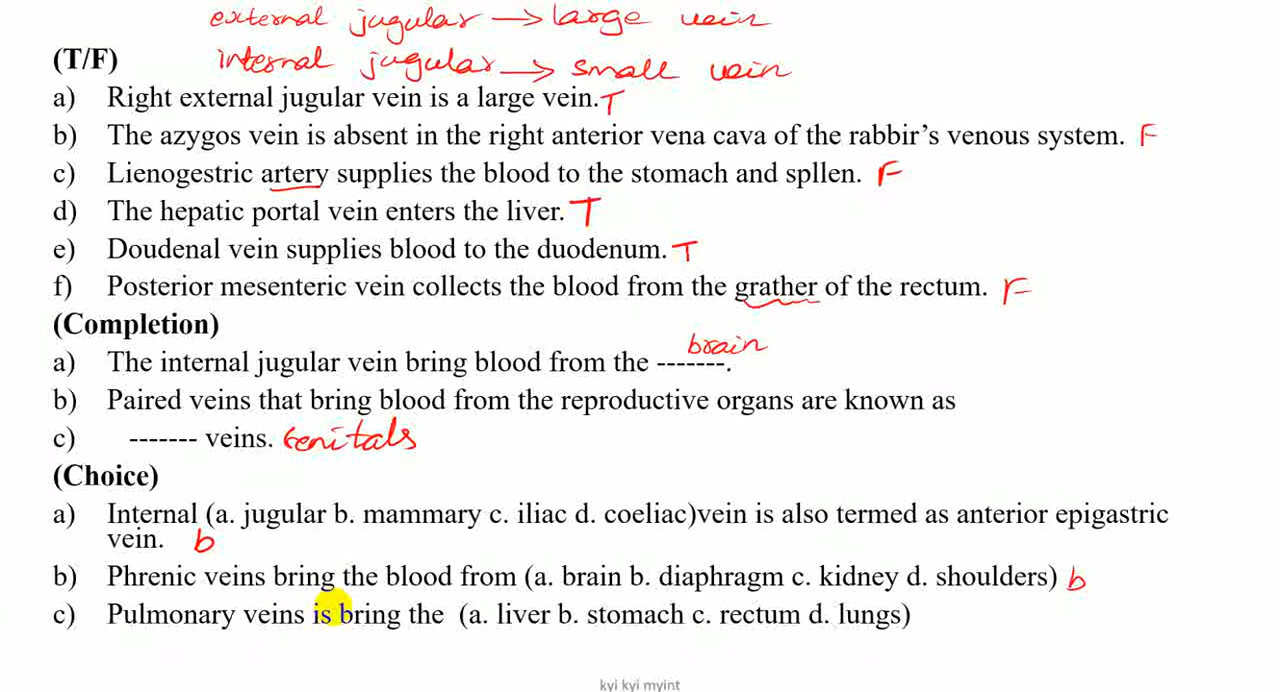 external jugular → large vein
(T/F) internal jugular → small vein
a) Right external jugular vein is a large vein. T
b) The azygos vein is absent in the right anterior vena cava of the rabbir’s venous system. F
c) Lienogestric artery supplies the blood to the stomach and spllen. F
d) The hepatic portal vein enters the liver. T
e) Doudenal vein supplies blood to the duodenum. T
f) Posterior mesenteric vein collects the blood from the grather of the rectum. F
(Completion)
a) The internal jugular vein bring blood from the -------. brain
b) Paired veins that bring blood from the reproductive organs are known as
c) ------- veins. Genitals
(Choice)
a) Internal (a. jugular b. mammary c. iliac d. coeliac)vein is also termed as anterior epigastric
vein. b
b) Phrenic veins bring the blood from (a. brain b. diaphragm c. kidney d. shoulders) b
c) Pulmonary veins is bring the (a. liver b. stomach c. rectum d. lungs)
kyi kyi myint